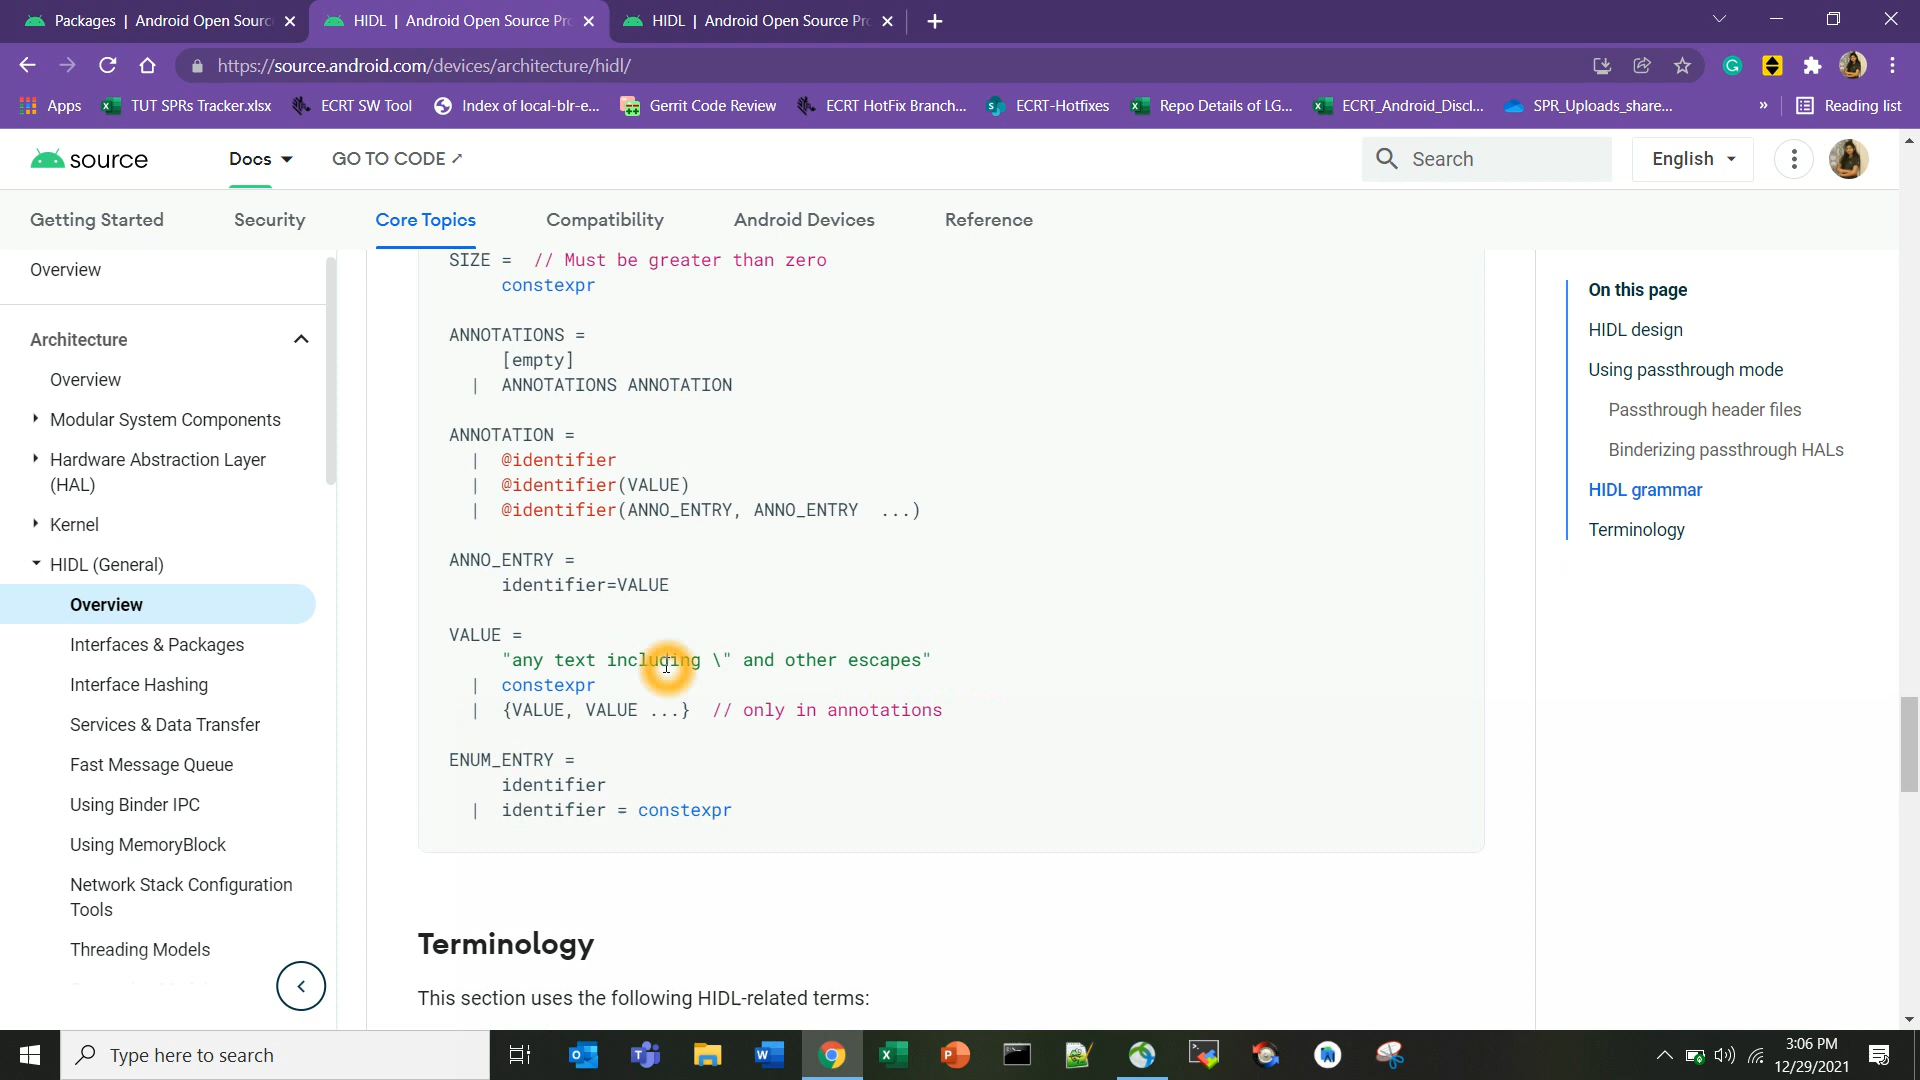 Packages | Android Open Sourc
HIDL | Android Open Source Pr
HIDL | Android Open Source Pro
https://source.android.com/devices/architecture/hidl/
Apps
TUT SPRs Tracker.xlsx
ECRT SW Tool
Index of local-blr-e...
Gerrit Code Review
ECRT HotFix Branch...
ECRT-Hotfixes
Repo Details of LG...
ECRT_Android_Discl...
SPR_Uploads_share...
»
Reading list
source
Docs
GO TO CODE
Search
English
Getting Started
Security
Core Topics
Compatibility
Android Devices
Reference
Overview
Architecture
Overview
Modular System Components
Hardware Abstraction Layer
(HAL)
Kernel
HIDL (General)
Overview
Interfaces & Packages
Interface Hashing
Services & Data Transfer
Fast Message Queue
Using Binder IPC
Using MemoryBlock
Network Stack Configuration
Tools
Threading Models
SIZE = // Must be greater than zero
constexpr
ANNOTATIONS =
[empty]
| ANNOTATIONS ANNOTATION
ANNOTATION =
| @identifier
| @identifier(VALUE)
| @identifier(ANNO_ENTRY, ANNO_ENTRY ...)
ANNO_ENTRY =
identifier=VALUE
VALUE =
"any text including \" and other escapes"
| constexpr
| {VALUE, VALUE ...} // only in annotations
ENUM_ENTRY =
identifier
| identifier = constexpr
Terminology
This section uses the following HIDL-related terms:
On this page
HIDL design
Using passthrough mode
Passthrough header files
Binderizing passthrough HALs
HIDL grammar
Terminology
Type here to search
3:06 PM
12/29/2021